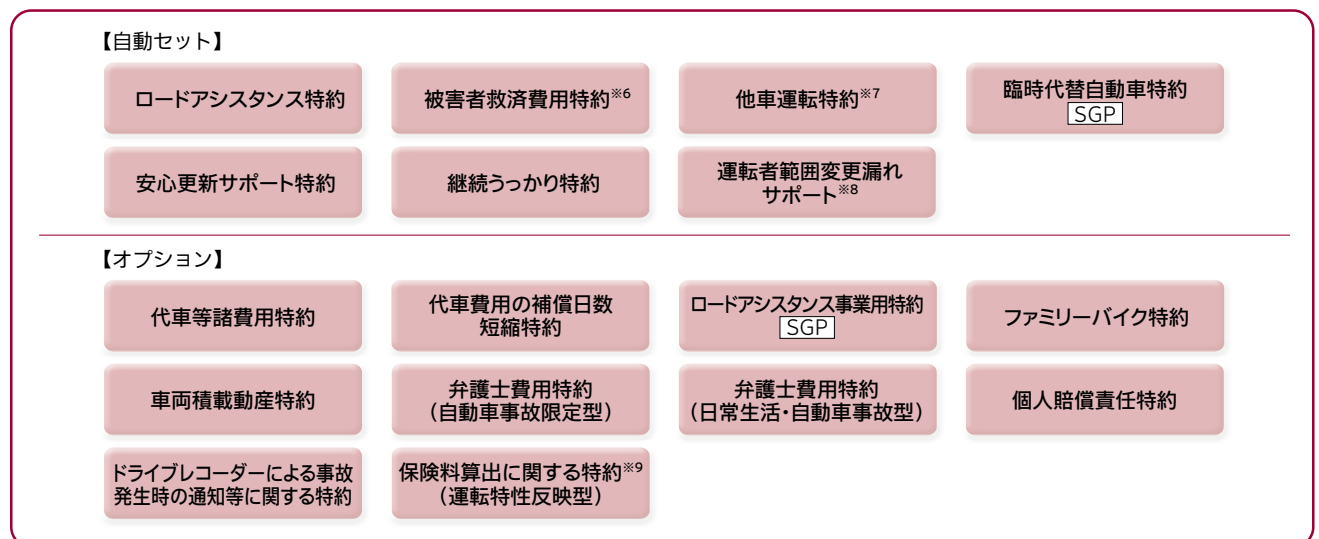 【自動セット】
ロードアシスタンス特約
被害者救済費用特約※6
他車運転特約※7
臨時代替自動車特約
SGP
安心更新サポート特約
継続うっかり特約
運転者範囲変更漏れ
サポート※8
【オプション】
代車等諸費用特約
代車費用の補償日数
短縮特約
ロードアシスタンス事業用特約
SGP
ファミリーバイク特約
車両積載動産特約
弁護士費用特約
（自動車事故限定型）
弁護士費用特約
（日常生活・自動車事故型）
個人賠償責任特約
ドライブレコーダーによる事故
発生時の通知等に関する特約
保険料算出に関する特約※9
（運転特性反映型）